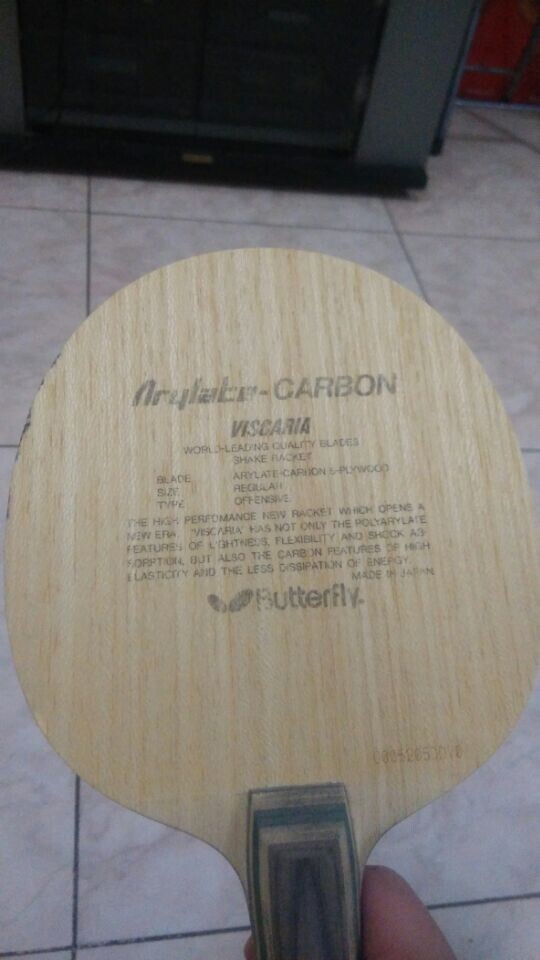 Arylate-CARBON
VISCARIA
WORLD-LEADING QUALITY BLADES
SHAKE RACKET
BLADE ARYLATE-CARBON 5-PLYWOOD
SIZE REGULAR
TYPE OFFENSIVE
THE HIGH PERFOMANCE NEW RACKET WHICH OPENS A
NEW ERA. 'VISCARIA' HAS NOT ONLY THE POLYARYLATE
FEATURES OF LIGHTNESS, FLEXIBILITY AND SHOCK AB-
SORPTION, BUT ALSO THE CARBON FEATURES OF HIGH
ELASTICITY AND THE LESS DISSIPATION OF ENERGY.
MADE IN JAPAN
Butterfly